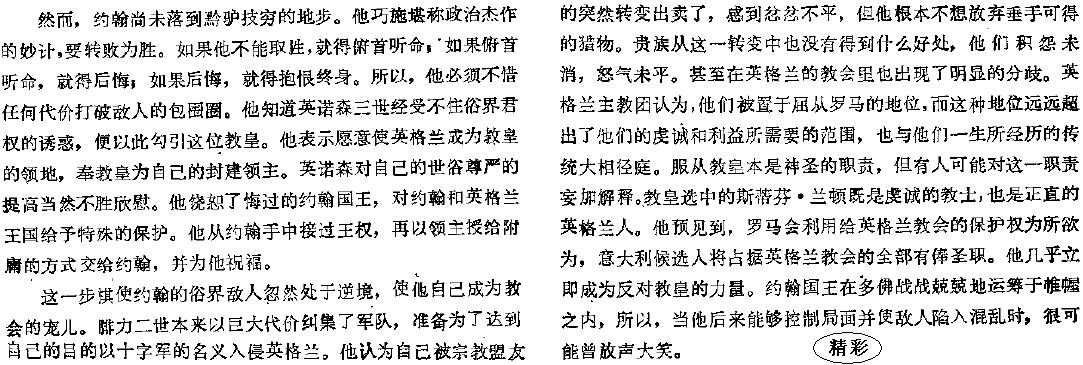 然而，约翰尚未落到黔驴技穷的地步。他巧施堪称政治杰作
的妙计，要转败为胜。如果他不能取胜，就得俯首听命；如果俯首
听命，就得后悔；如果后悔，就得抱恨终身。所以，他必须不惜
任何代价打破敌人的包围圈。他知道英诺森三世经受不住俗界君
权的诱惑，便以此勾引这位教皇。他表示愿意使英格兰成为教皇
的领地，奉教皇为自己的封建领主。英诺森对自己的世俗尊严的
提高当然不胜欣慰。他饶恕了悔过的约翰国王，对约翰和英格兰
王国给予特殊的保护。他从约翰手中接过王权，再以领主授给附
庸的方式交给约翰，并为他祝福。
这一步棋使约翰的俗界敌人忽然处于逆境，使他自己成为教
会的宠儿。腓力二世本来以巨大代价纠集了军队，准备为了达到
自己的目的以十字军的名义入侵英格兰。他认为自己被宗教盟友
的突然转变出卖了，感到忿忿不平，但他根本不想放弃垂手可得
的猎物。贵族从这一转变中也没有得到什么好处，他们积怨未
消，怒气未平。甚至在英格兰的教会里也出现了明显的分歧。英
格兰主教团认为，他们被置于屈从罗马的地位，而这种地位远远超
出了他们的虔诚和利益所需要的范围，也与他们一生所经历的传
统大相径庭。服从教皇本是神圣的职责，但有人可能对这一职责
妄加解释。教皇选中的斯蒂芬·兰顿既是虔诚的教士，也是正直的
英格兰人。他预见到，罗马会利用给英格兰教会的保护权为所欲
为，意大利候选人将占据英格兰教会的全部有俸圣职。他几乎立
即成为反对教皇的力量。约翰国王在多佛战战兢兢地运筹于帷幄
之内，所以，当他后来能够控制局面并使敌人陷入混乱时，很可
能曾放声大笑。
精彩